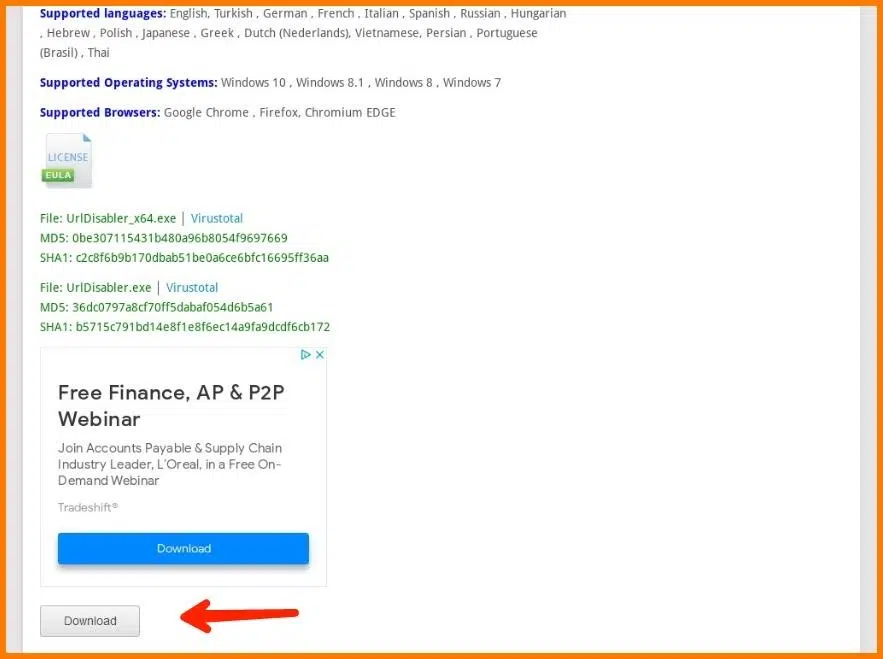 Supported languages: English, Turkish , German , French , Italian , Spanish , Russian , Hungarian
, Hebrew , Polish , Japanese , Greek , Dutch (Nederlands), Vietnamese, Persian , Portuguese
(Brasil) , Thai
Supported Operating Systems: Windows 10 , Windows 8.1 , Windows 8 , Windows 7
Supported Browsers: Google Chrome , Firefox, Chromium EDGE
LICENSE
EULA
File: UrlDisabler_x64.exe | Virustotal
MD5: 0be307115431b480a96b8054f9697669
SHA1: c2c8f6b9b170dbab51be0a6ce6bfc16695ff36aa
File: UrlDisabler.exe | Virustotal
MD5: 36dc0797a8cf70ff5dabaf054d6b5a61
SHA1: b5715c791bd14e8f1e8f6ec14a9fa9dcdf6cb172
Free Finance, AP & P2P
Webinar
Join Accounts Payable & Supply Chain
Industry Leader, L'Oreal, in a Free On-
Demand Webinar
Tradeshift®
Download
Download